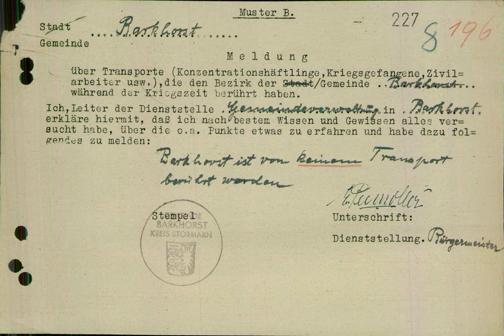 Muster B.
227
8 196
Stadt
Gemeinde Barkhorst
Meldung
über Transporte (Konzentrationshäftlinge,Kriegsgefangene,Zivil=
arbeiter usw.),die den Bezirk der Stadt/Gemeinde Barkhorst
während der Kriegszeit berührt haben.
Ich,Leiter der Dienststelle Gemeindeverwaltung in Barkhorst
erkläre hiermit, daß ich nach bestem Wissen und Gewissen alles ver=
sucht habe, über die o.a. Punkte etwas zu erfahren und habe dazu fol=
gendes zu melden:
Barkhorst ist von keinem Transport
berührt worden
Stempel
BARKHORST
KREIS STORMARN
Unterschrift:
Dienststellung. Bürgermeister